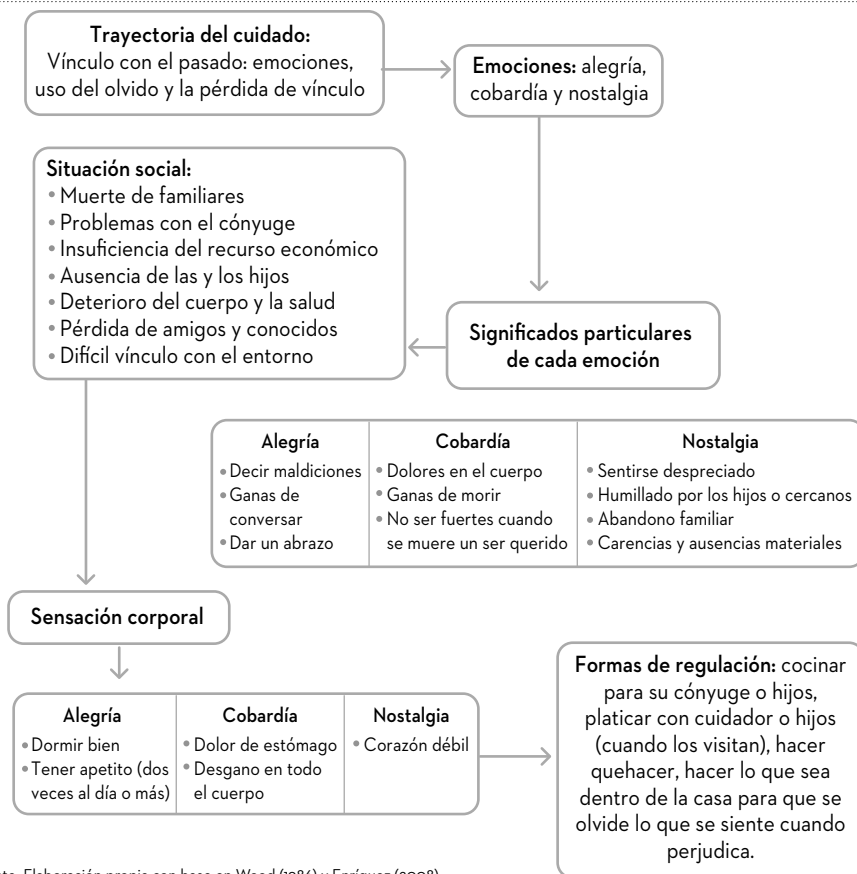 Trayectoria del cuidado:
Vínculo con el pasado: emociones,
uso del olvido y la pérdida de vínculo
Emociones: alegría,
cobardía y nostalgia
Situación social:
• Muerte de familiares
• Problemas con el cónyuge
• Insuficiencia del recurso económico
• Ausencia de las y los hijos
• Deterioro del cuerpo y la salud
• Pérdida de amigos y conocidos
• Difícil vínculo con el entorno
Significados particulares
de cada emoción
Alegría
• Decir maldiciones
• Ganas de
conversar
• Dar un abrazo
Cobardía
• Dolores en el cuerpo
• Ganas de morir
• No ser fuertes cuando
se muere un ser querido
Nostalgia
• Sentirse despreciado
• Humillado por los hijos o cercanos
• Abandono familiar
• Carencias y ausencias materiales
Sensación corporal
Alegría
• Dormir bien
• Tener apetito (dos
veces al día o más)
Cobardía
• Dolor de estómago
• Desgano en todo
el cuerpo
Nostalgia
• Corazón débil
Formas de regulación: cocinar
para su cónyuge o hijos,
platicar con cuidador o hijos
(cuando los visitan), hacer
quehacer, hacer lo que sea
dentro de la casa para que se
olvide lo que se siente cuando
perjudica.
Elaboración propia con base en Wood (1986) y Enríquez